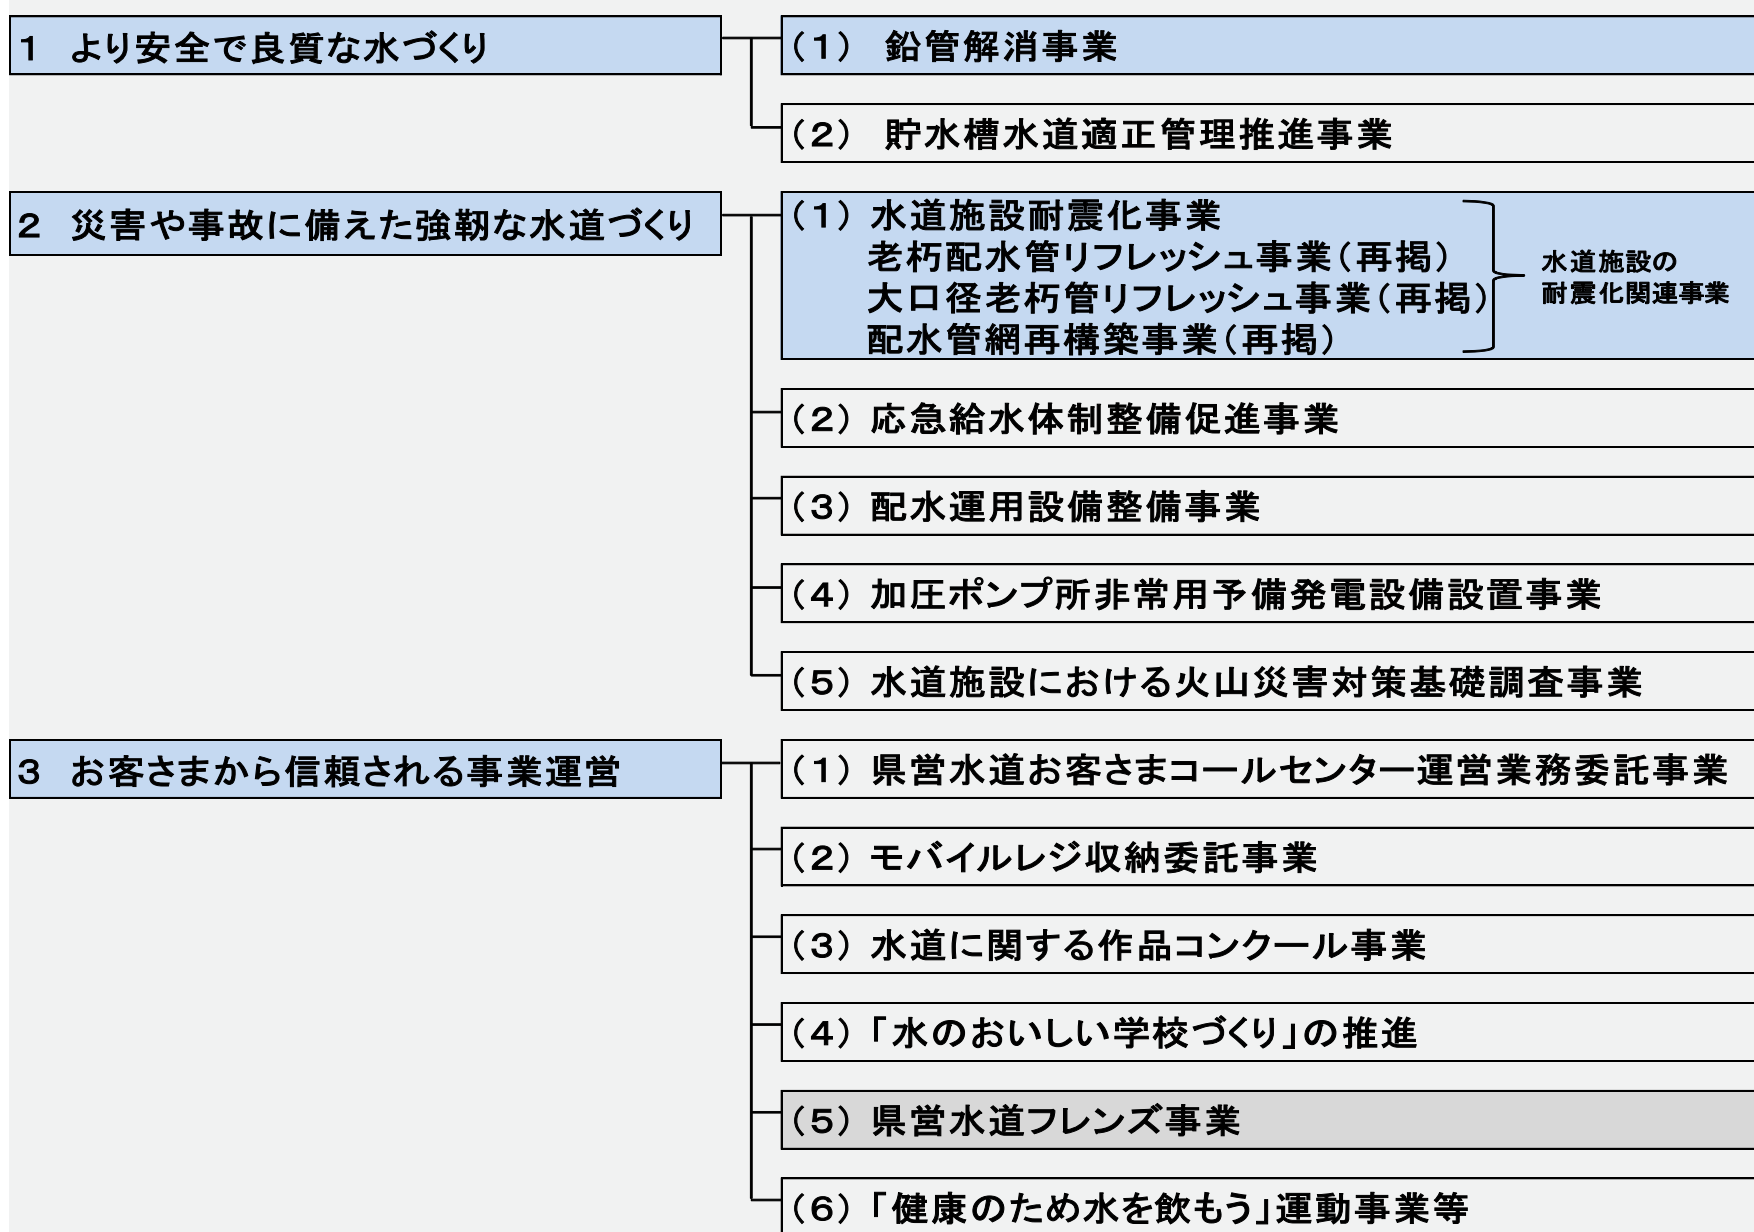 1 より安全で良質な水づくり
(1) 鉛管解消事業
(2) 貯水槽水道適正管理推進事業
2 災害や事故に備えた強靭な水道づくり
(1) 水道施設耐震化事業
老朽配水管リフレッシュ事業(再掲)
大口径老朽管リフレッシュ事業(再掲)
配水管網再構築事業(再掲)
水道施設の
耐震化関連事業
(2) 応急給水体制整備促進事業
(3) 配水運用設備整備事業
(4) 加圧ポンプ所非常用予備発電設備設置事業
(5) 水道施設における火山災害対策基礎調査事業
3 お客さまから信頼される事業運営
(1) 県営水道お客さまコールセンター運営業務委託事業
(2) モバイルレジ収納委託事業
(3) 水道に関する作品コンクール事業
(4) 「水のおいしい学校づくり」の推進
(5) 県営水道フレンズ事業
(6) 「健康のため水を飲もう」運動事業等